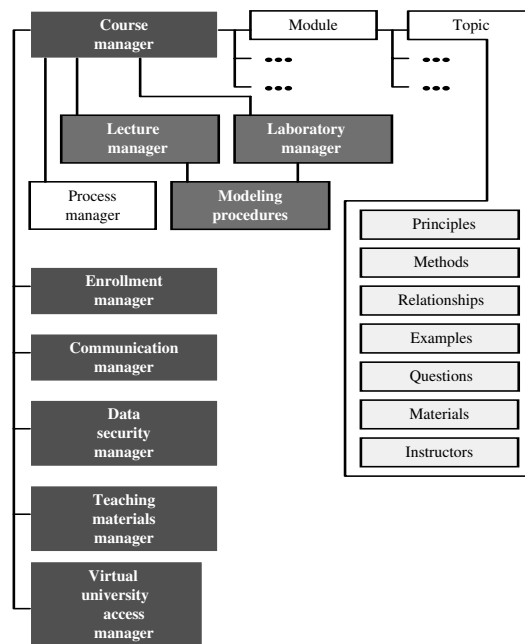 Course
manager
Module
Topic
•••
•••
•••
•••
Lecture
manager
Laboratory
manager
Process
manager
Modeling
procedures
Principles
Methods
Relationships
Examples
Questions
Materials
Instructors
Enrollment
manager
Communication
manager
Data
security
manager
Teaching
materials
manager
Virtual
university
access
manager